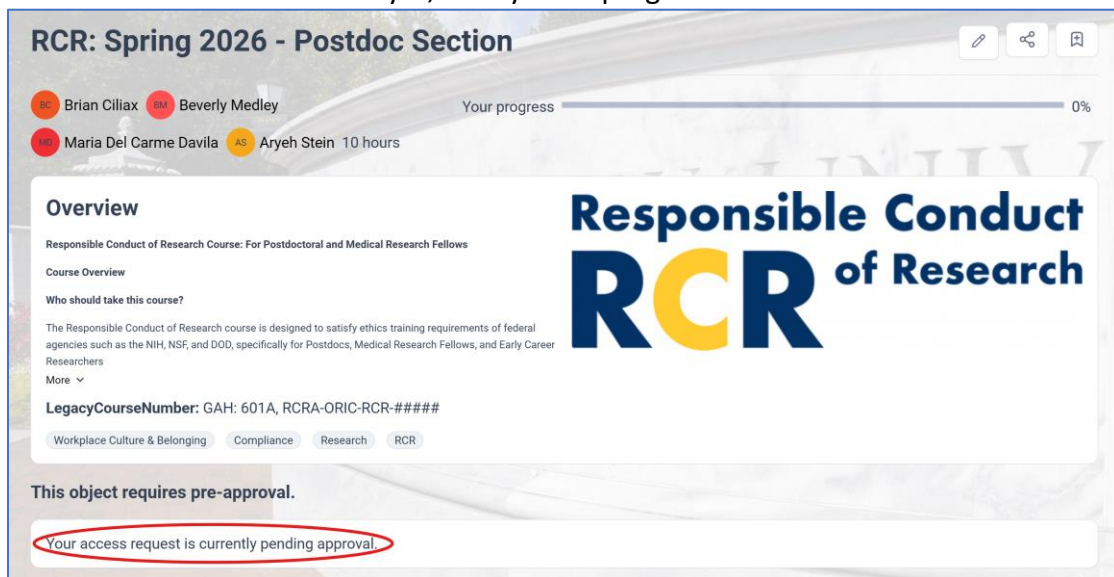 RCR: Spring 2026 - Postdoc Section
BC Brian Ciliax BM Beverly Medley
Your progress 0%
MD Maria Del Carme Davila AS Aryeh Stein 10 hours
Overview
Responsible Conduct of Research Course: For Postdoctoral and Medical Research Fellows
Course Overview
Who should take this course?
The Responsible Conduct of Research course is designed to satisfy ethics training requirements of federal
agencies such as the NIH, NSF, and DOD, specifically for Postdocs, Medical Research Fellows, and Early Career
Researchers
More
LegacyCourseNumber: GAH: 601A, RCRA-ORIC-RCR-#####
Workplace Culture & Belonging Compliance Research RCR
Responsible Conduct
RCR of Research
This object requires pre-approval.
Your access request is currently pending approval.